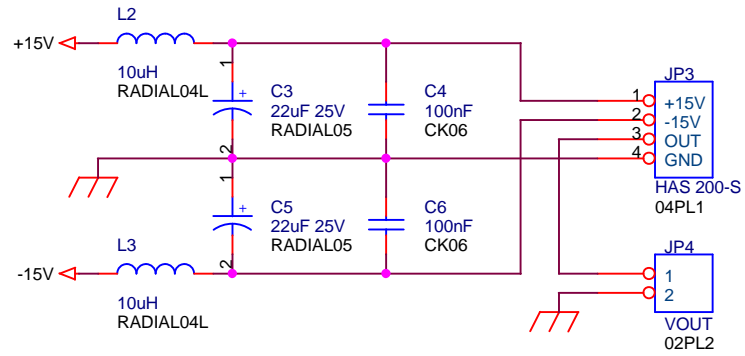 L2
+15V
10uH
RADIAL04L
1
+
C3
22uF 25V
RADIAL05
2
C4
100nF
CK06
JP3
1
+15V
2
-15V
3
OUT
4
GND
HAS 200-S
04PL1
1
+
C5
22uF 25V
RADIAL05
2
C6
100nF
CK06
L3
-15V
10uH
RADIAL04L
JP4
1
2
VOUT
02PL2